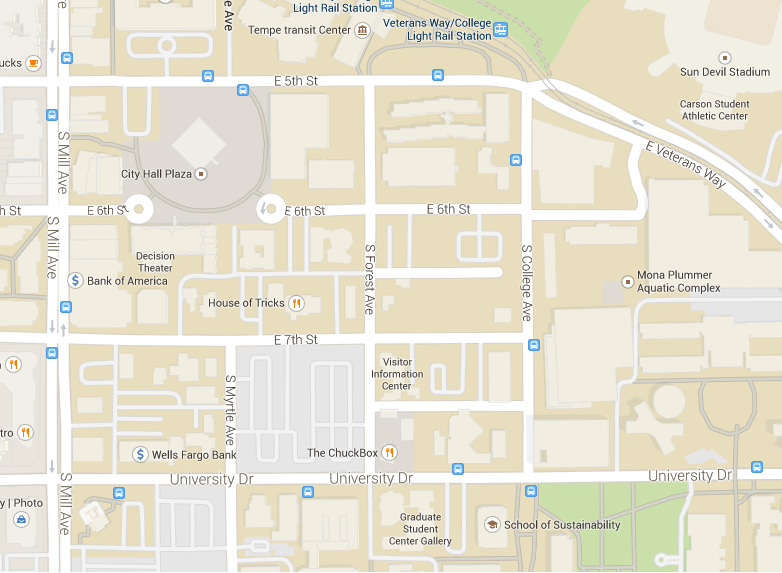 Ave
Light Rail Station
Tempe transit Center
Veterans Way/College
Light Rail Station
ucks
E 5th St
Sun Devil Stadium
Carson Student
Athletic Center
S Mill Ave
E Veterans Way
City Hall Plaza
h St
E 6th St
E 6th St
E 6th St
S Mill Ave
Decision
Theater
S Forest Ave
S College Ave
$ Bank of America
Mona Plummer
Aquatic Complex
House of Tricks
E 7th St
Visitor
Information
Center
S Myrtle Ave
tro
$ Wells Fargo Bank
The ChuckBox
S Mill Ave
University Dr
University Dr
University Dr
y | Photo
Graduate
Student
Center Gallery
School of Sustainability